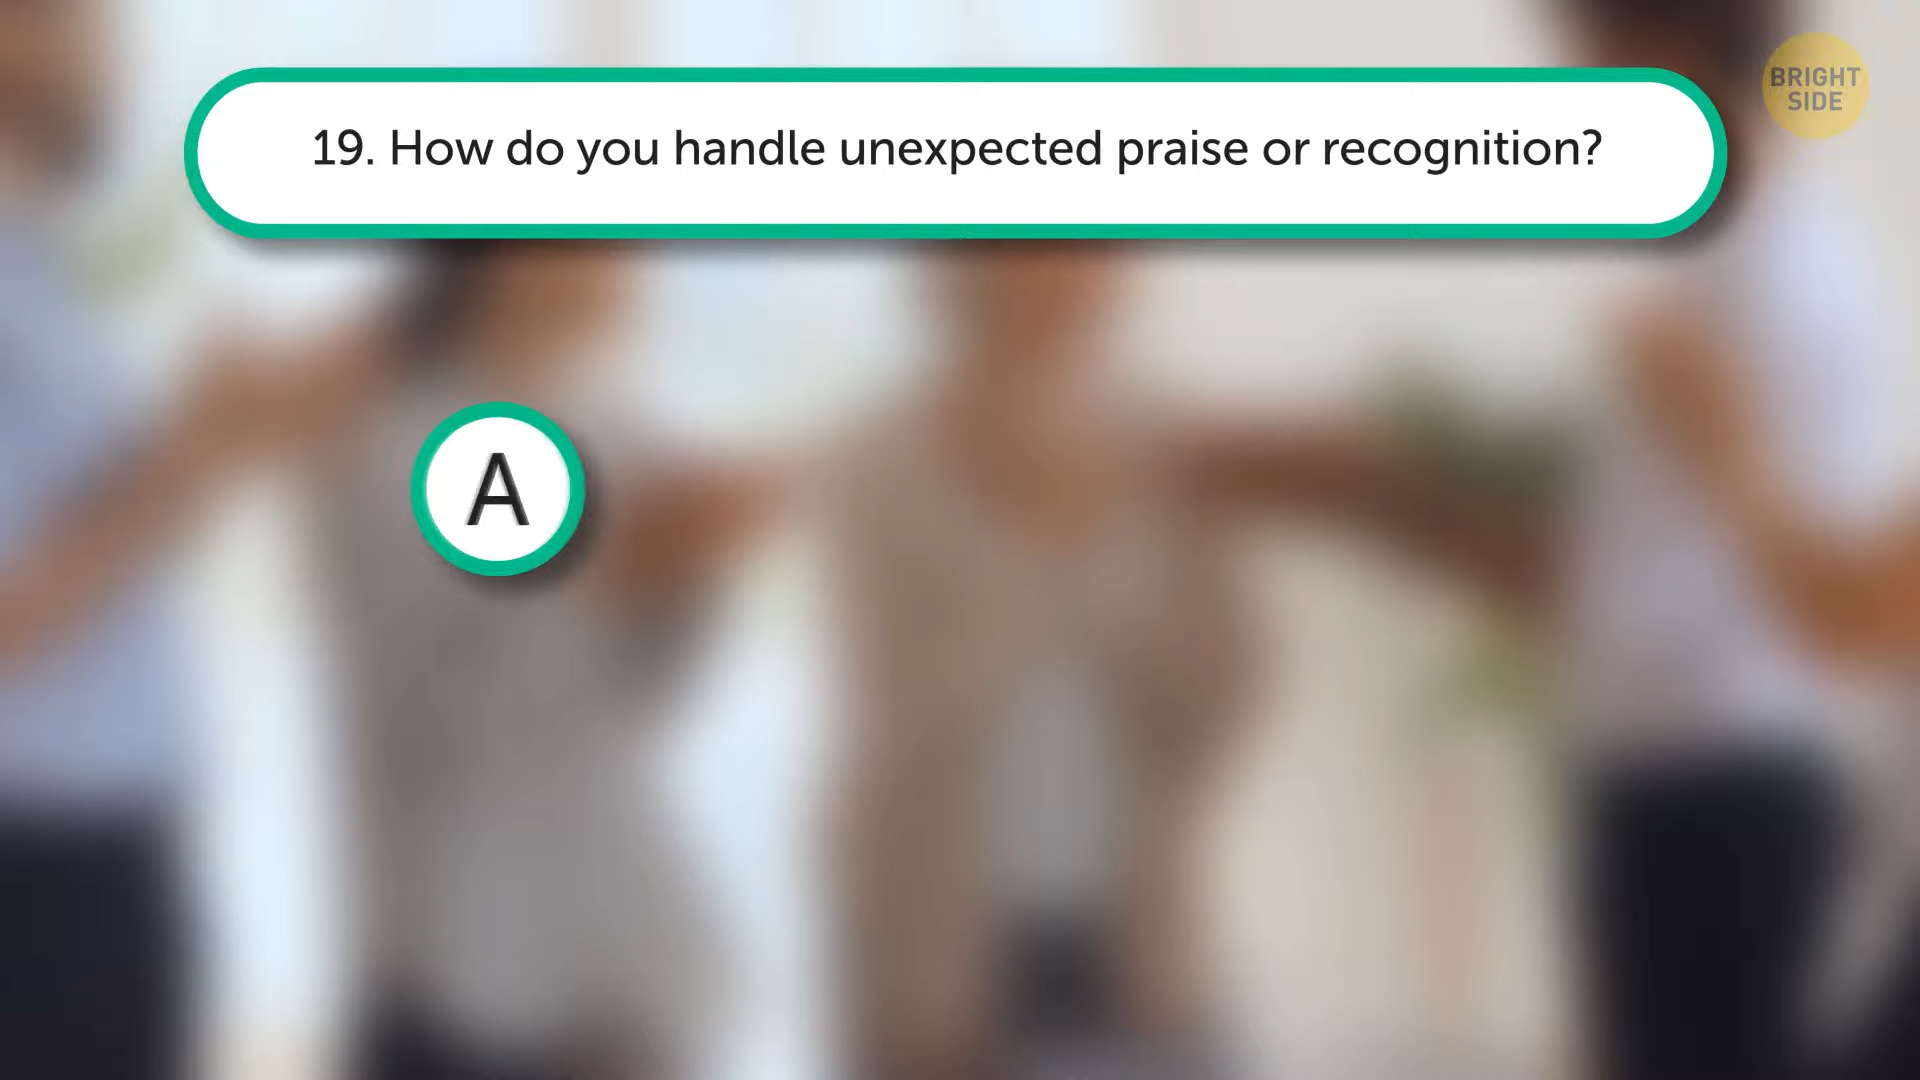 BRIGHT
SIDE
19. How do you handle unexpected praise or recognition?
A